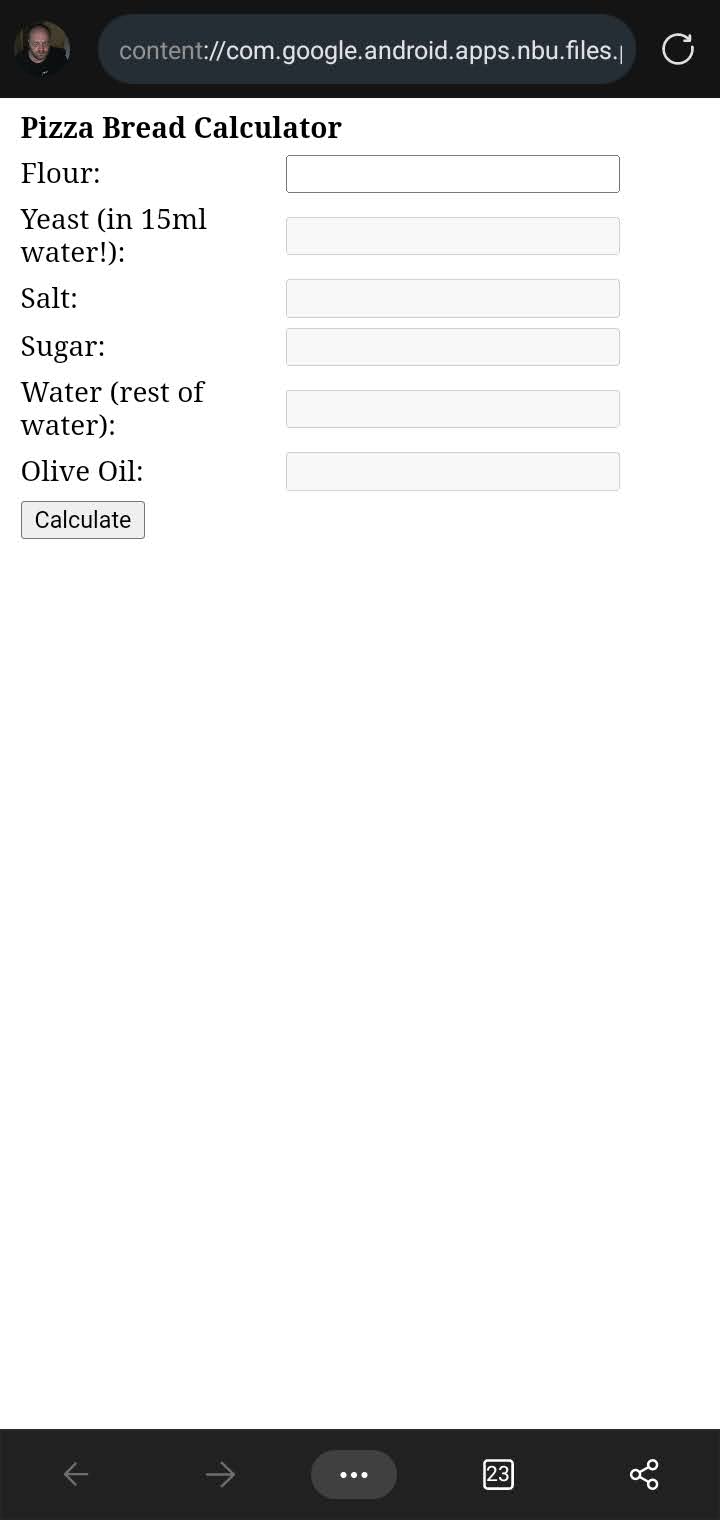 content://com.google.android.apps.nbu.files.
Pizza Bread Calculator
Flour:
Yeast (in 15ml
water!):
Salt:
Sugar:
Water (rest of
water):
Olive Oil:
Calculate
23